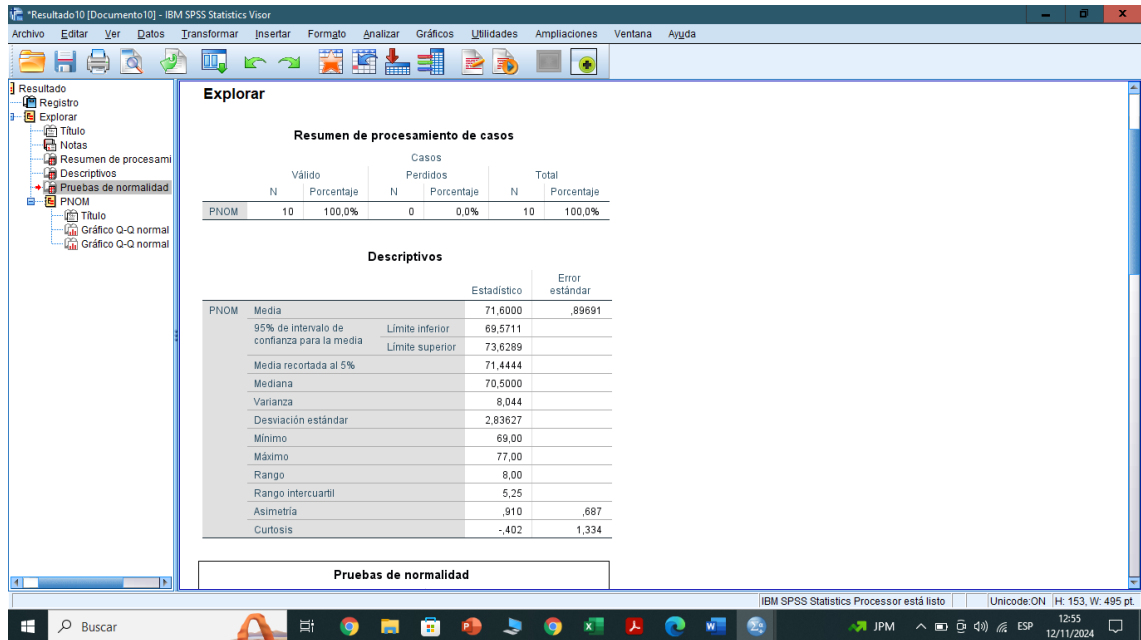 *Resultado10 [Documento10] - IBM SPSS Statistics Visor
Archivo Editar Ver Datos Transformar Insertar Formato Analizar Gráficos Utilidades Ampliaciones Ventana Ayuda
Resultado
Registro
Explorar
Título
Notas
Resumen de procesami
Descriptivos
Pruebas de normalidad
PNOM
Título
Gráfico Q-Q normal
Gráfico Q-Q normal
Explorar
Resumen de procesamiento de casos
Casos
Válido Perdidos Total
N Porcentaje N Porcentaje N Porcentaje
PNOM 10 100,0% 0 0,0% 10 100,0%
Descriptivos
Estadístico Error estándar
PNOM Media 71,6000 ,89691
95% de intervalo de confianza para la media Límite inferior 69,5711
Límite superior 73,6289
Media recortada al 5% 71,4444
Mediana 70,5000
Varianza 8,044
Desviación estándar 2,83627
Mínimo 69,00
Máximo 77,00
Rango 8,00
Rango intercuartil 5,25
Asimetría ,910 ,687
Curtosis -,402 1,334
Pruebas de normalidad
IBM SPSS Statistics Processor está listo Unicode:ON H: 153, W: 495 pt.
Buscar
JPM ESP 12:55
12/11/2024